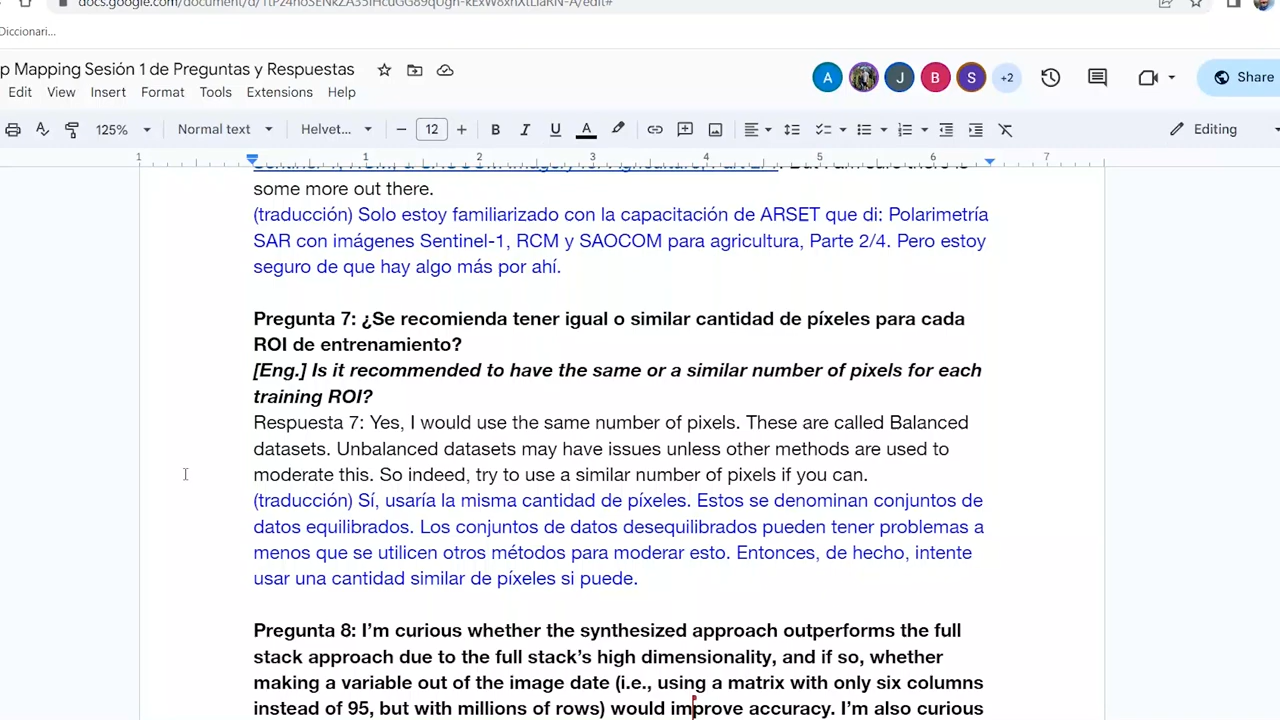 Diccionari...
p Mapping Sesión 1 de Preguntas y Respuestas
A
J
B
S
+2
Share
Edit View Insert Format Tools Extensions Help
125% Normal text Helvet... 12 B I U A Editing
1 1 2 3 4 5 6 7
some more out there.
(traducción) Solo estoy familiarizado con la capacitación de ARSET que di: Polarimetría
SAR con imágenes Sentinel-1, RCM y SAOCOM para agricultura, Parte 2/4. Pero estoy
seguro de que hay algo más por ahí.
Pregunta 7: ¿Se recomienda tener igual o similar cantidad de píxeles para cada
ROI de entrenamiento?
[Eng.] Is it recommended to have the same or a similar number of pixels for each
training ROI?
Respuesta 7: Yes, I would use the same number of pixels. These are called Balanced
datasets. Unbalanced datasets may have issues unless other methods are used to
moderate this. So indeed, try to use a similar number of pixels if you can.
(traducción) Sí, usaría la misma cantidad de píxeles. Estos se denominan conjuntos de
datos equilibrados. Los conjuntos de datos desequilibrados pueden tener problemas a
menos que se utilicen otros métodos para moderar esto. Entonces, de hecho, intente
usar una cantidad similar de píxeles si puede.
Pregunta 8: I'm curious whether the synthesized approach outperforms the full
stack approach due to the full stack's high dimensionality, and if so, whether
making a variable out of the image date (i.e., using a matrix with only six columns
instead of 95, but with millions of rows) would improve accuracy. I'm also curious